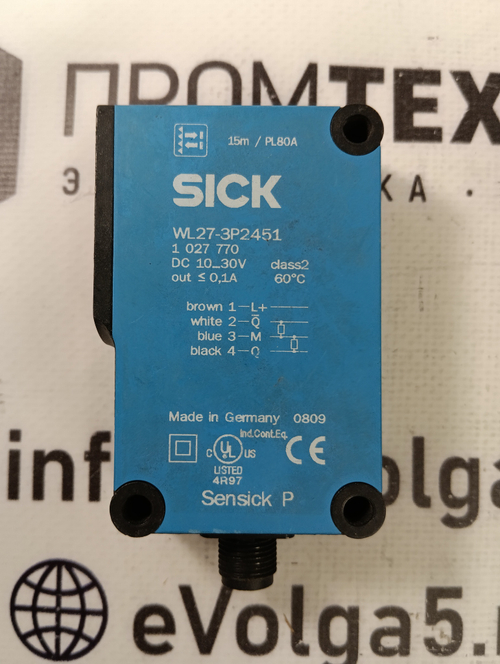 ПРОМТЕХ
15m / PL80A
SICK
WL27-3P2451
1 027 770
DC 10...30V class2
out ≤ 0,1A 60°C
brown 1 L+
white 2 Q̅
blue 3 M
black 4 Q
Made in Germany 0809
Ind.Cont.Eq.
C UL US CE
LISTED
4R97
Sensick P
eVolga5.